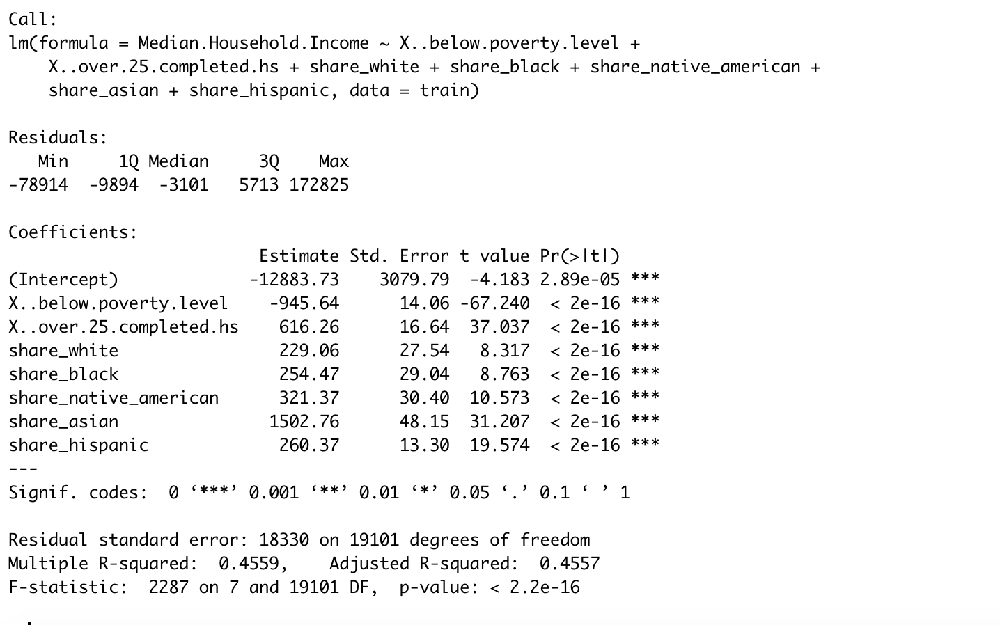 Call:
lm(formula = Median.Household.Income ~ X..below.poverty.level +
    X..over.25.completed.hs + share_white + share_black + share_native_american +
    share_asian + share_hispanic, data = train)

Residuals:
   Min     1Q Median     3Q    Max
-78914  -9894  -3101   5713 172825

Coefficients:
                         Estimate Std. Error t value Pr(>|t|)
(Intercept)             -12883.73    3079.79  -4.183 2.89e-05 ***
X..below.poverty.level    -945.64      14.06 -67.240  < 2e-16 ***
X..over.25.completed.hs    616.26      16.64  37.037  < 2e-16 ***
share_white                229.06      27.54   8.317  < 2e-16 ***
share_black                254.47      29.04   8.763  < 2e-16 ***
share_native_american      321.37      30.40  10.573  < 2e-16 ***
share_asian               1502.76      48.15  31.207  < 2e-16 ***
share_hispanic             260.37      13.30  19.574  < 2e-16 ***
---
Signif. codes:  0 ‘***’ 0.001 ‘**’ 0.01 ‘*’ 0.05 ‘.’ 0.1 ‘ ’ 1

Residual standard error: 18330 on 19101 degrees of freedom
Multiple R-squared:  0.4559,    Adjusted R-squared:  0.4557
F-statistic:  2287 on 7 and 19101 DF,  p-value: < 2.2e-16